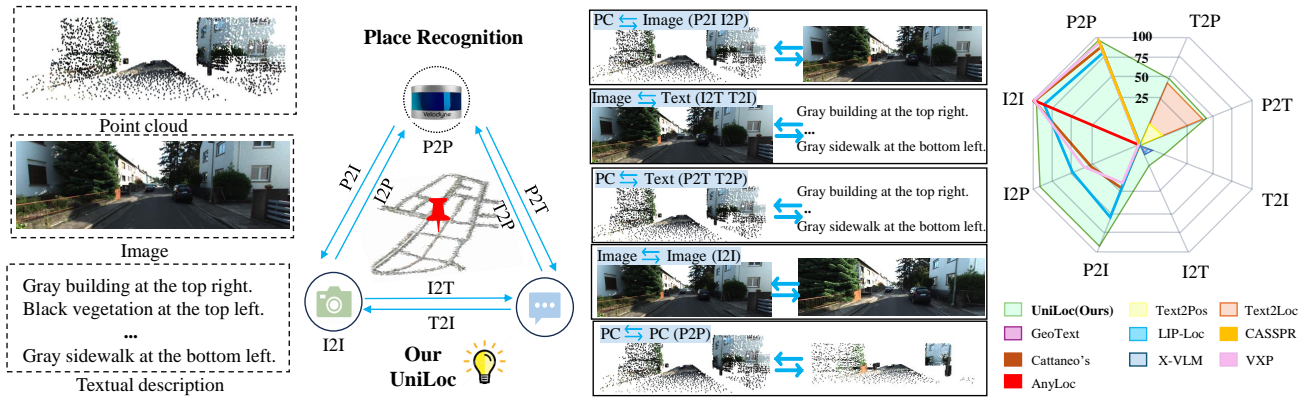 Point cloud
Image
Gray building at the top right.
Black vegetation at the top left.
...
Gray sidewalk at the bottom left.
Textual description
Place Recognition
Velodyne
P2P
P2I
I2P
P2T
T2P
I2T
T2I
I2I
Our
UniLoc
PC ⇆ Image (P2I I2P)
Image ⇆ Text (I2T T2I)
Gray building at the top right.
...
Gray sidewalk at the bottom left.
PC ⇆ Text (P2T T2P)
Gray building at the top right.
..
Gray sidewalk at the bottom left.
Image ⇆ Image (I2I)
PC ⇆ PC (P2P)
P2P
T2P
100
75
50
25
I2I
P2T
I2P
T2I
P2I
I2T
UniLoc(Ours)
Text2Pos
Text2Loc
GeoText
LIP-Loc
CASSPR
Cattaneo's
X-VLM
VXP
AnyLoc